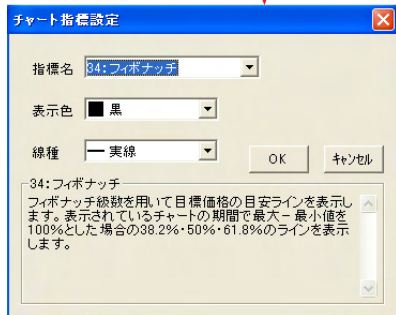 チャート指標設定
指標名 34:フィボナッチ
表示色 黒
線種 実線
OK キャンセル
34:フィボナッチ
フィボナッチ級数を用いて目標価格の目安ラインを表示し
ます。表示されているチャートの期間で最大－最小値を
100%とした場合の38.2%・50%・61.8%のラインを表示
します。